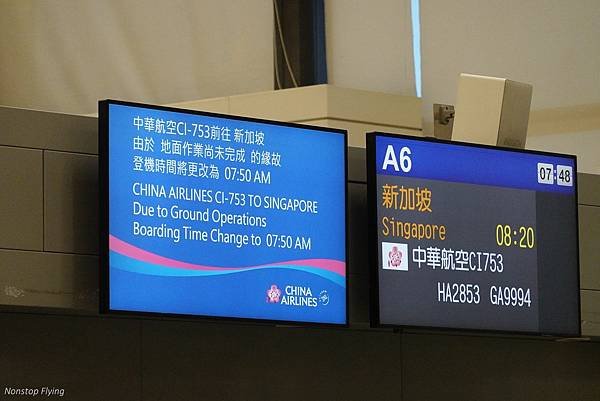 中華航空CI-753前往 新加坡
由於 地面作業尚未完成 的緣故
登機時間將更改為 07:50 AM
CHINA AIRLINES CI-753 TO SINGAPORE
Due to Ground Operations
Boarding Time Change to 07:50 AM
CHINA AIRLINES
A6
07:48
新加坡
Singapore 08:20
中華航空CI753
HA2853 GA9994
Nonstop Flying